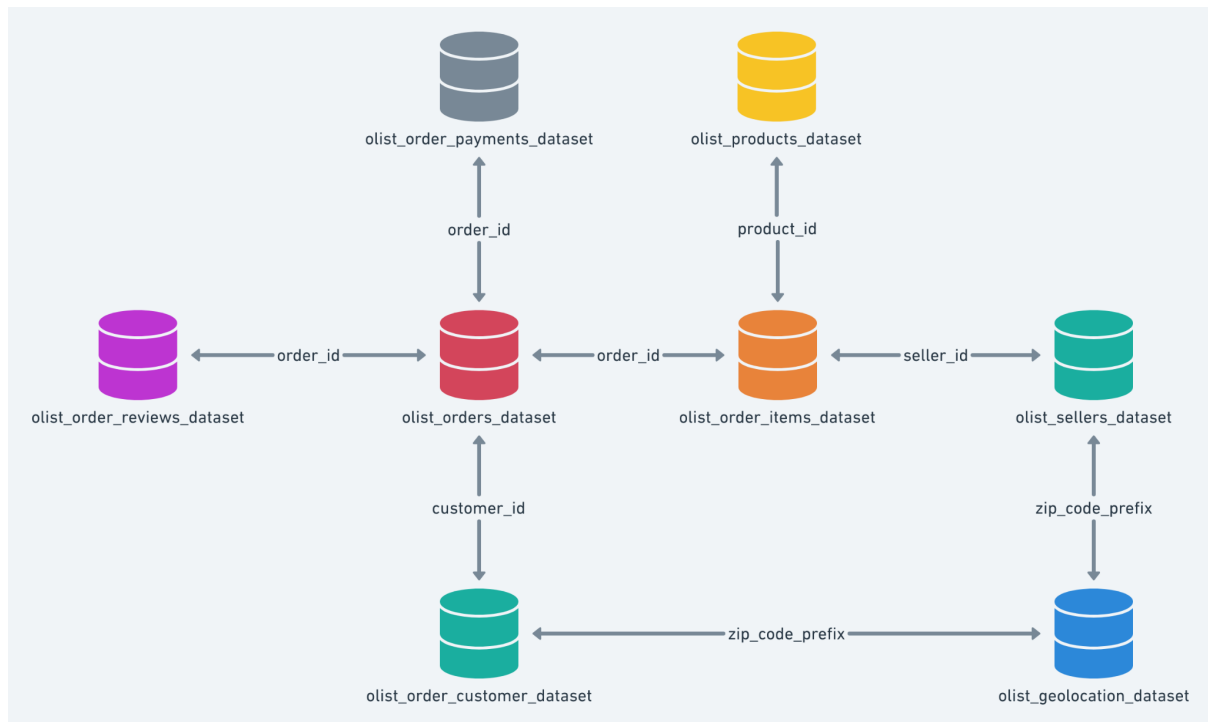 olist_order_payments_dataset
olist_products_dataset
order_id
product_id
order_id
order_id
seller_id
olist_order_reviews_dataset
olist_orders_dataset
olist_order_items_dataset
olist_sellers_dataset
customer_id
zip_code_prefix
zip_code_prefix
olist_order_customer_dataset
olist_geolocation_dataset